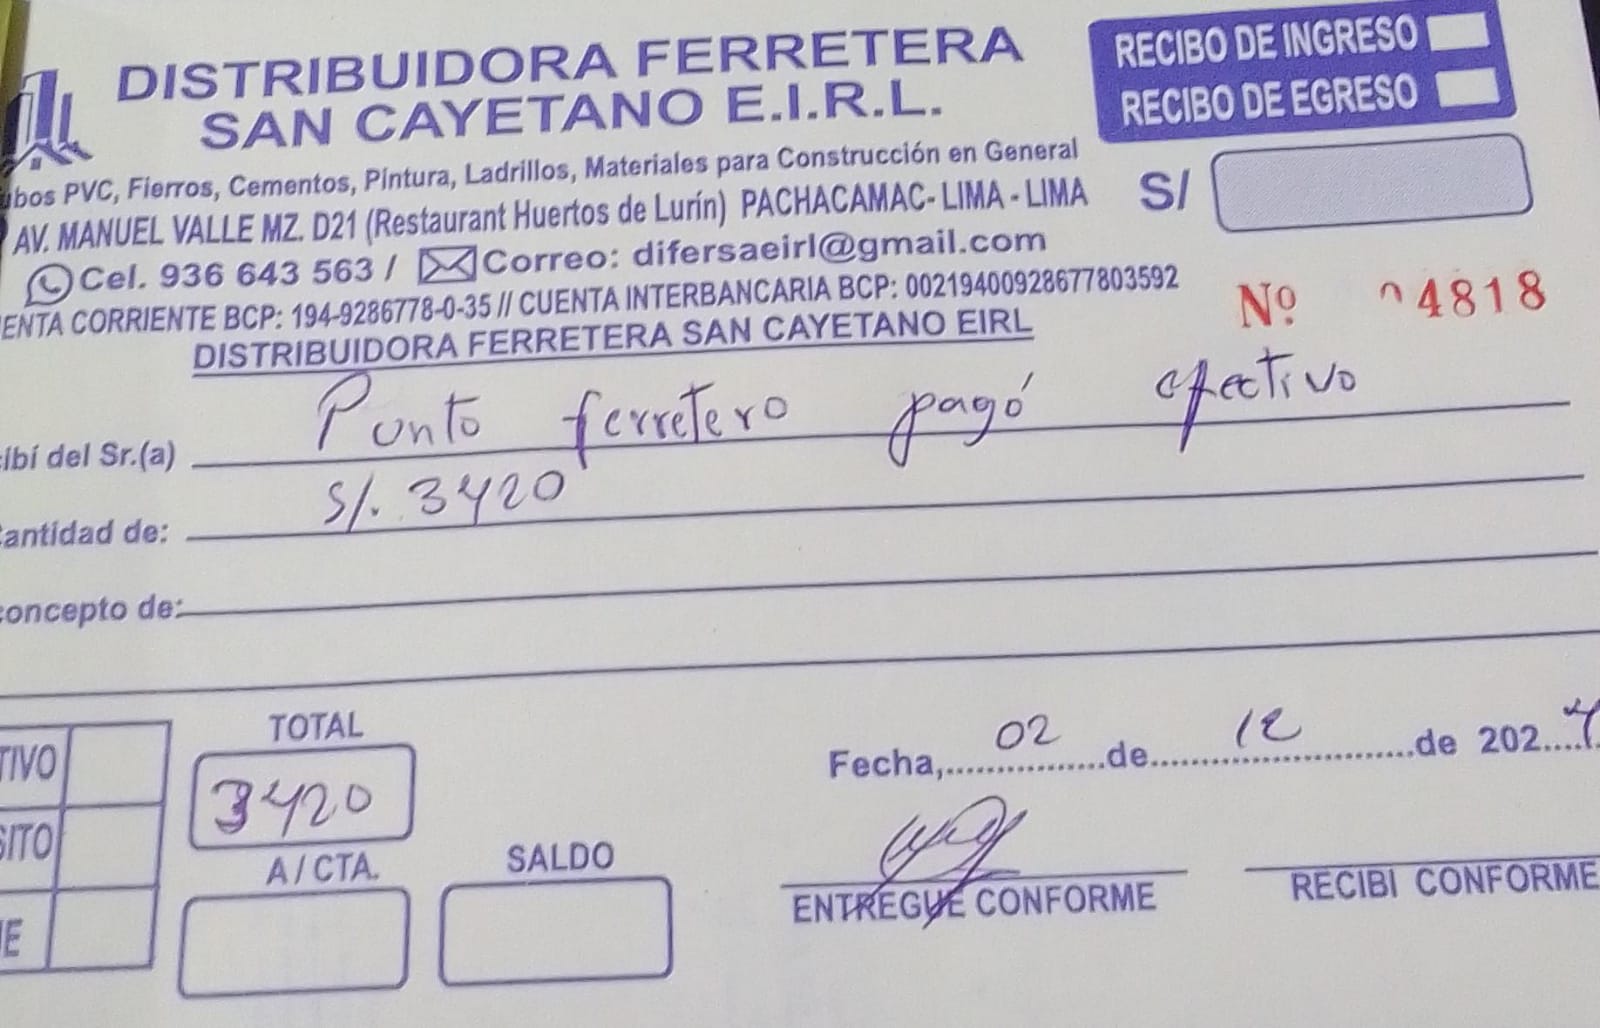 DISTRIBUIDORA FERRETERA
SAN CAYETANO E.I.R.L.
RECIBO DE INGRESO
RECIBO DE EGRESO
ubos PVC, Fierros, Cementos, Pintura, Ladrillos, Materiales para Construcción en General
AV. MANUEL VALLE MZ. D21 (Restaurant Huertos de Lurín) PACHACAMAC- LIMA - LIMA
S/
Cel. 936 643 563 / Correo: difersaeirl@gmail.com
ENTA CORRIENTE BCP: 194-9286778-0-35 // CUENTA INTERBANCARIA BCP: 00219400928677803592
DISTRIBUIDORA FERRETERA SAN CAYETANO EIRL
Nº 04818
ibí del Sr.(a) Punto ferretero pagó efectivo
antidad de: S/. 3420
concepto de:
TIVO
SITO
E
TOTAL
3420
A / CTA.
SALDO
Fecha, 02 de 12 de 2024
ENTREGUE CONFORME
RECIBI CONFORME